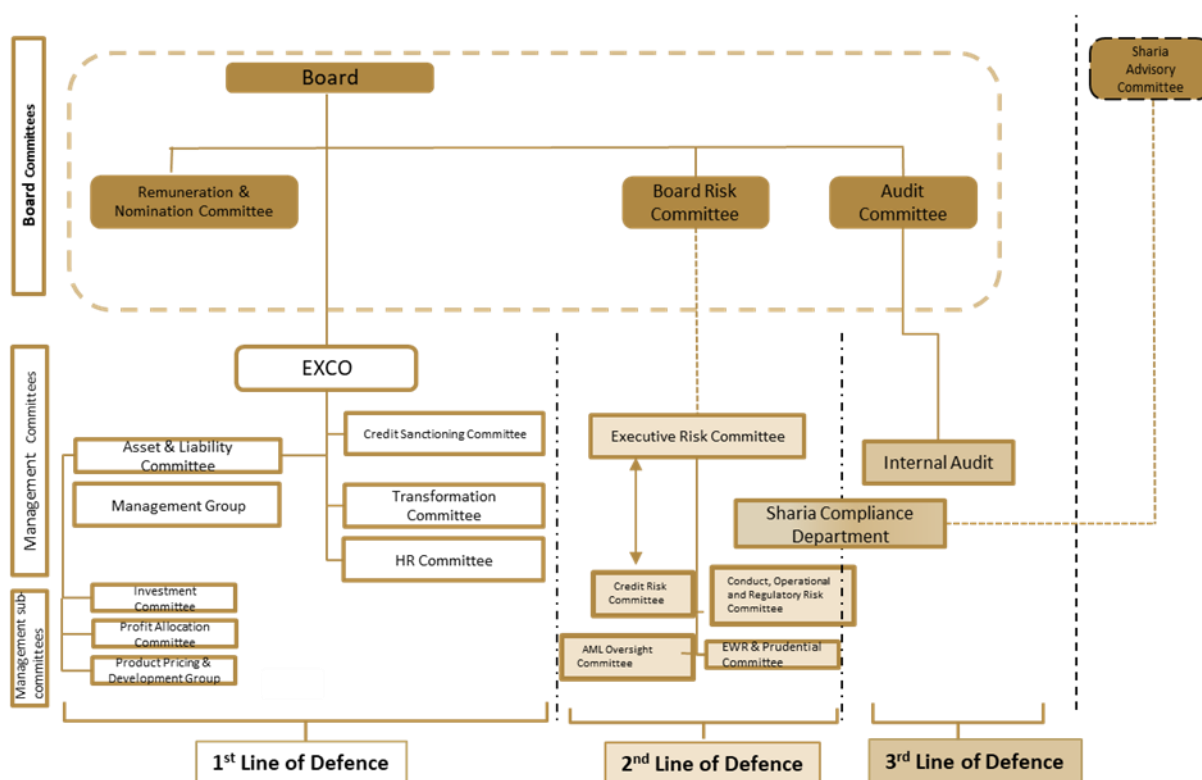 Board Committees
Board
Sharia
Advisory
Committee
Remuneration &
Nomination Committee
Board Risk
Committee
Audit
Committee
Management Committees
EXCO
Credit Sanctioning Committee
Asset & Liability
Committee
Management Group
Transformation
Committee
HR Committee
Executive Risk Committee
Internal Audit
Sharia Compliance
Department
Management sub-
committees
Investment
Committee
Profit Allocation
Committee
Product Pricing &
Development Group
Credit Risk
Committee
Conduct, Operational
and Regulatory Risk
Committee
AML Oversight
Committee
EWR & Prudential
Committee
1st Line of Defence
2nd Line of Defence
3rd Line of Defence